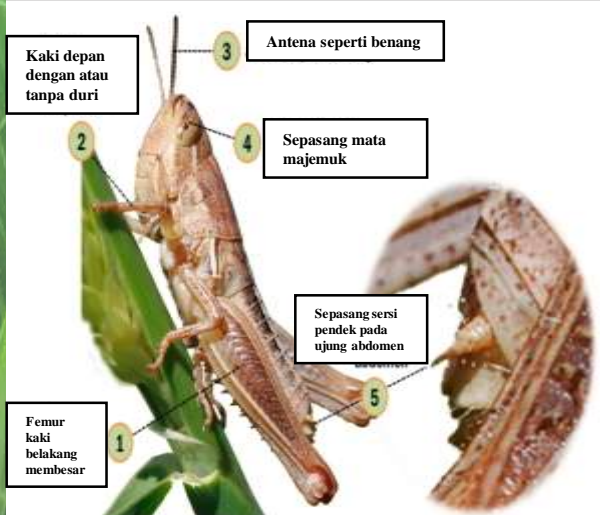 3
Antena seperti benang
Kaki depan
dengan atau
tanpa duri
2
4
Sepasang mata
majemuk
Sepasang sersi
pendek pada
ujung abdomen
5
Femur
kaki
belakang
membesar
1